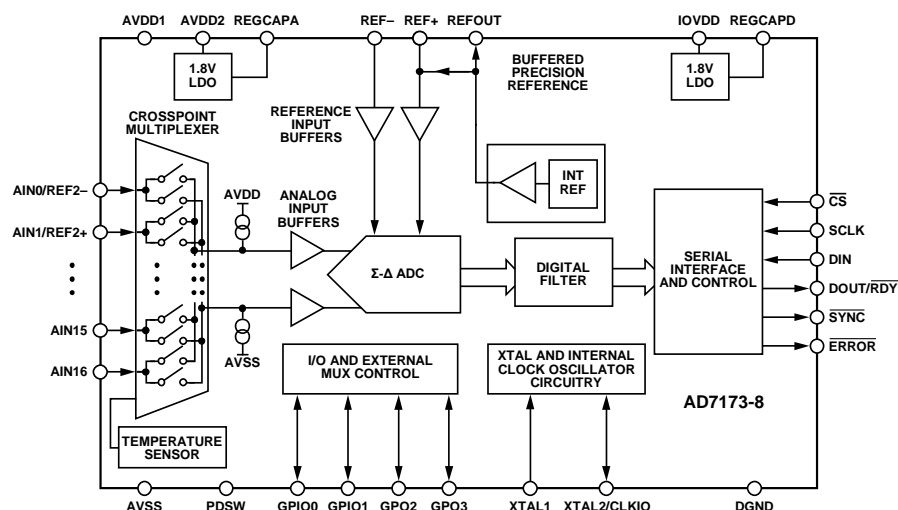 AVDD1
AVDD2
REGCAPA
REF–
REF+
REFOUT
IOVDD
REGCAPD
1.8V
LDO
BUFFERED
PRECISION
REFERENCE
1.8V
LDO
CROSSPOINT
MULTIPLEXER
REFERENCE
INPUT
BUFFERS
INT
REF
AIN0/REF2–
AIN1/REF2+
AIN15
AIN16
AVDD
ANALOG
INPUT
BUFFERS
AVSS
Σ-Δ ADC
DIGITAL
FILTER
SERIAL
INTERFACE
AND CONTROL
CS
SCLK
DIN
DOUT/RDY
SYNC
ERROR
I/O AND EXTERNAL
MUX CONTROL
XTAL AND INTERNAL
CLOCK OSCILLATOR
CIRCUITRY
AD7173-8
TEMPERATURE
SENSOR
AVSS
PDSW
GPIO0
GPIO1
GPO2
GPO3
XTAL1
XTAL2/CLKIO
DGND